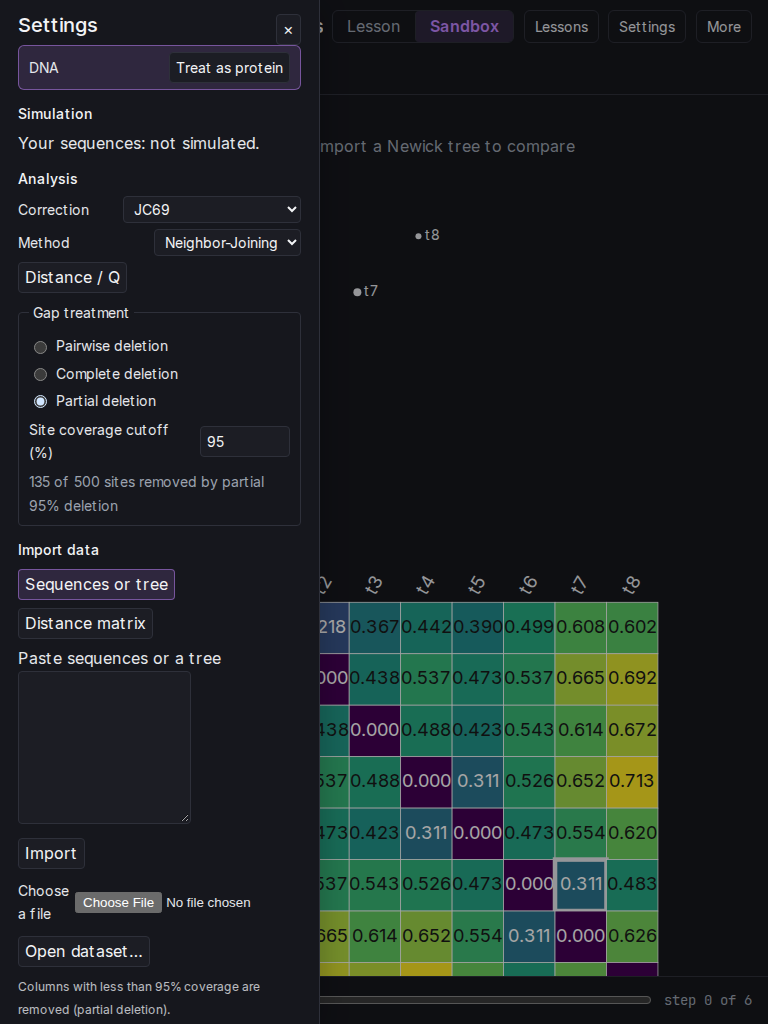 Settings
×
s
Lesson
Sandbox
Lessons
Settings
More
DNA
Treat as protein
Simulation
Your sequences: not simulated.
Analysis
Correction
JC69
Method
Neighbor-Joining
Distance / Q
Gap treatment
Pairwise deletion
Complete deletion
Partial deletion
Site coverage cutoff
(%)
95
135 of 500 sites removed by partial
95% deletion
Import data
Sequences or tree
Distance matrix
Paste sequences or a tree
Import
Choose
a file
Choose File No file chosen
Open dataset...
Columns with less than 95% coverage are
removed (partial deletion).
mport a Newick tree to compare
t8
t7
t2 t3 t4 t5 t6 t7 t8
218 0.367 0.442 0.390 0.499 0.608 0.602
000 0.438 0.537 0.473 0.537 0.665 0.692
438 0.000 0.488 0.423 0.543 0.614 0.672
537 0.488 0.000 0.311 0.526 0.652 0.713
473 0.423 0.311 0.000 0.473 0.554 0.620
537 0.543 0.526 0.473 0.000 0.311 0.483
665 0.614 0.652 0.554 0.311 0.000 0.626
step 0 of 6